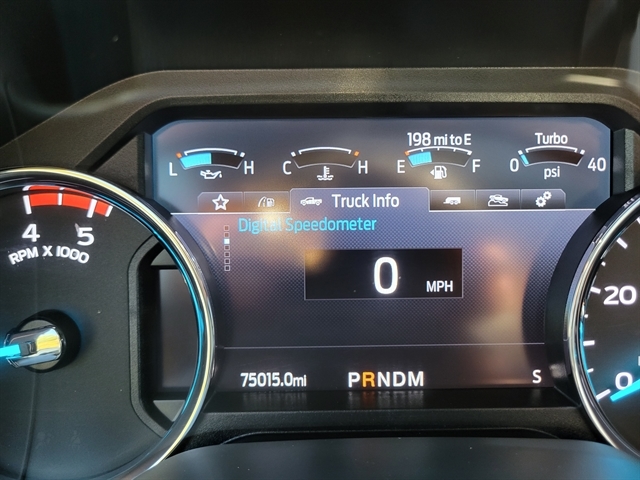 198 mi to E
Turbo
L H
C H
E F
0 40
psi
Truck Info
Digital Speedometer
4 5
RPM X 1000
0 MPH
20
0
75015.0mi
PRNDM
S